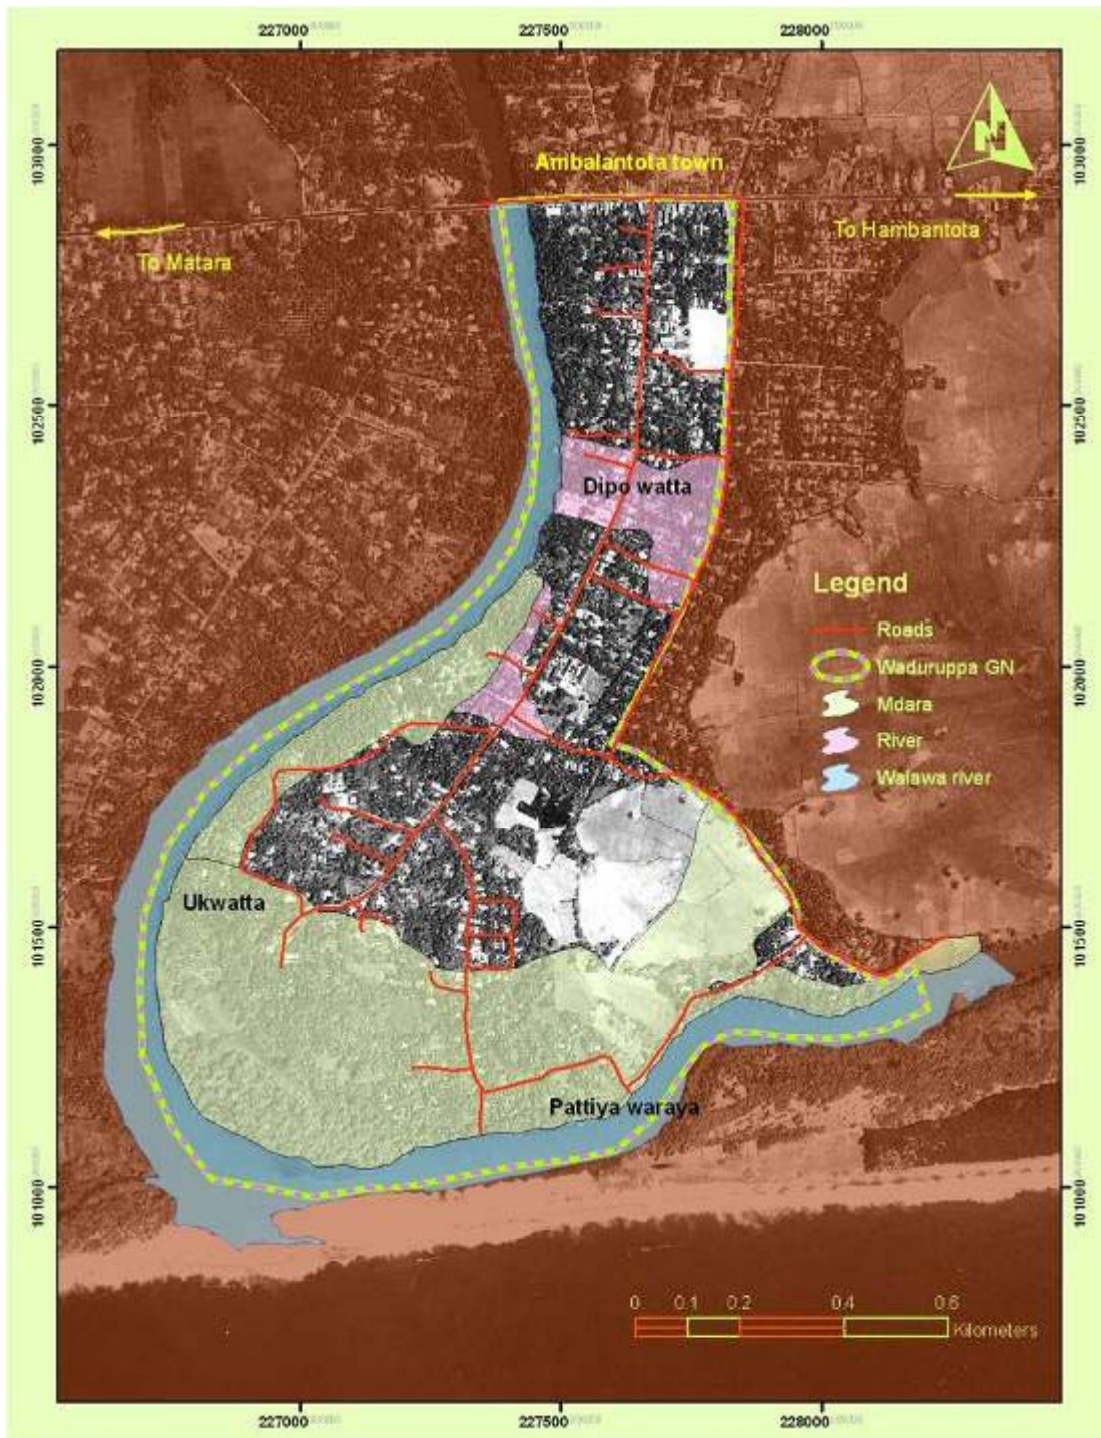 227000 227500 228000
103000
103000
N
Ambalantota town
To Hambantota
To Matara
102500
102500
Dipo watta
Legend
Roads
Waduruppa GN
Mdara
River
Walawa river
102000
102000
Ukwatta
101500
101500
Pattiya waraya
101000
101000
0 0.1 0.2 0.4 0.6
Kilometers
227000 227500 228000